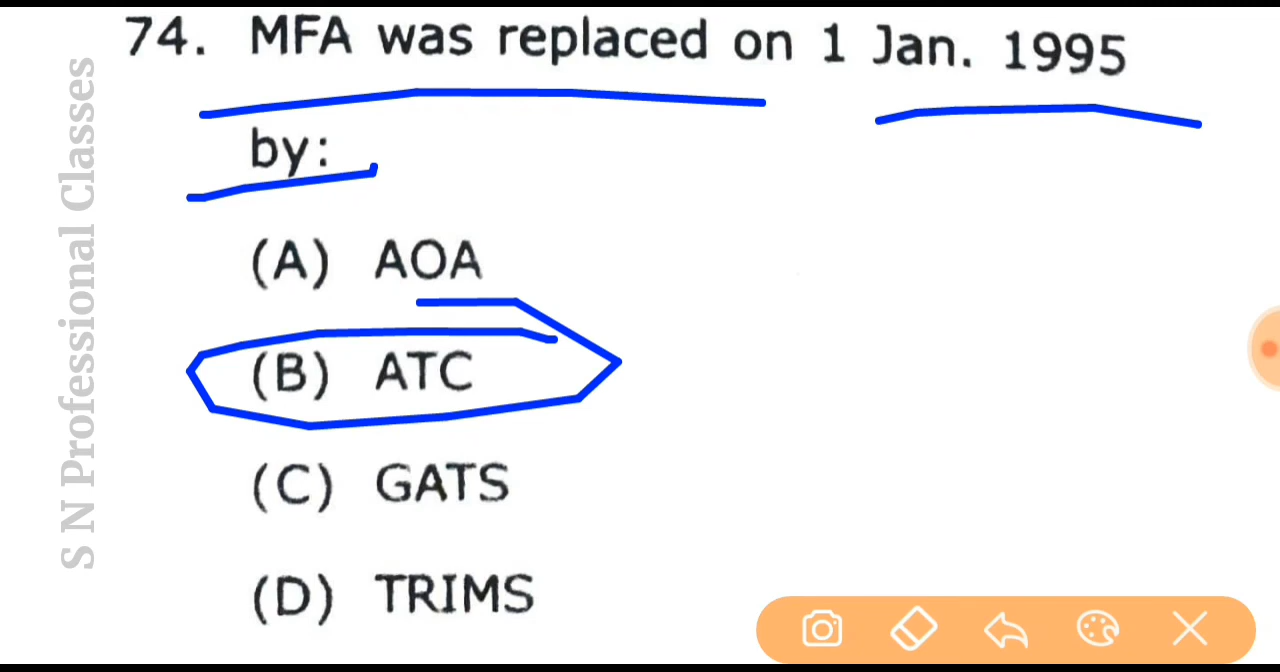 74. MFA was replaced on 1 Jan. 1995
by:
(A) AOA
(B) ATC
(C) GATS
(D) TRIMS
S N Professional Classes